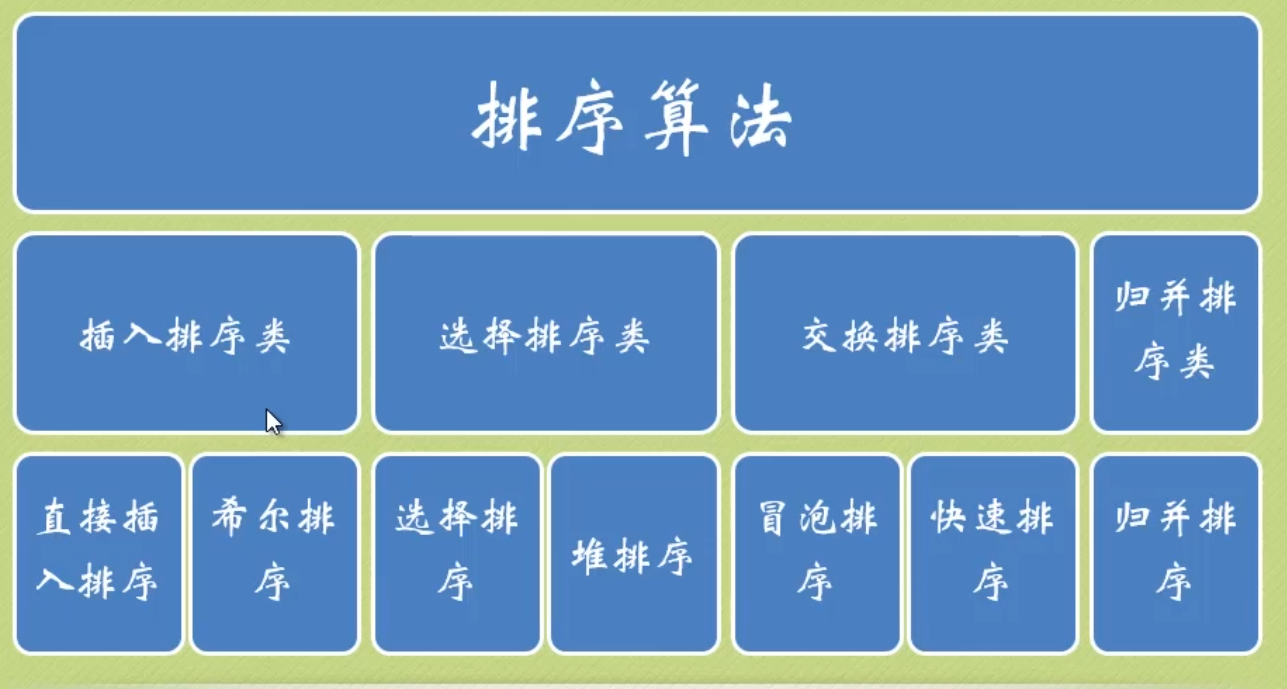 排序算法
插入排序类
选择排序类
交换排序类
归并排
序类
直接插
入排序
希尔排
序
选择排
序
堆排序
冒泡排
序
快速排
序
归并排
序